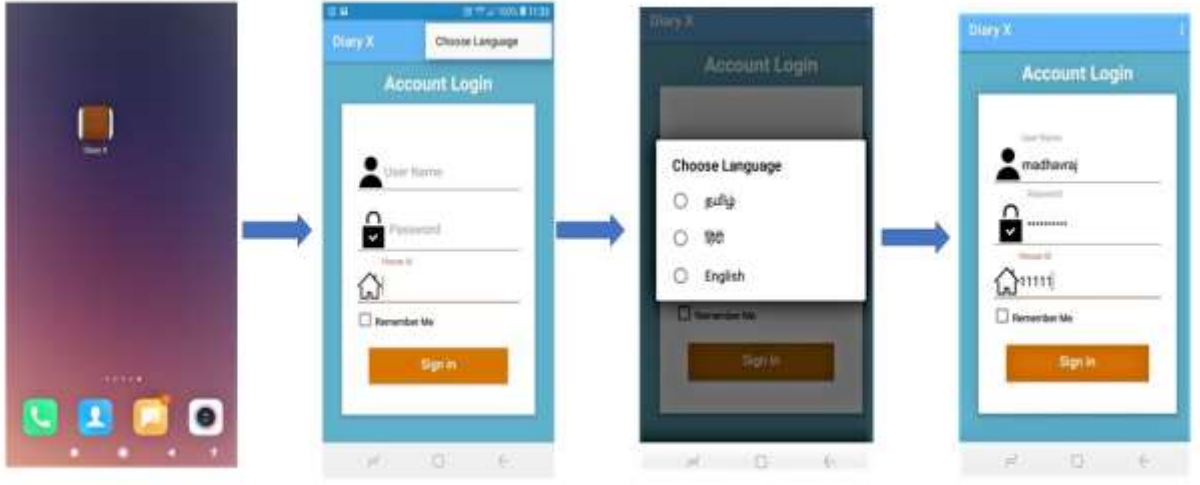 Diary X
Diary X
Choose Language
Account Login
User Name
Password
House Id
Remember Me
Sign in
Diary X
Account Login
Choose Language
தமிழ்
हिंदी
English
Remember Me
Sign in
Diary X
Account Login
User Name
madhavraj
Password
House Id
11111
Remember Me
Sign in